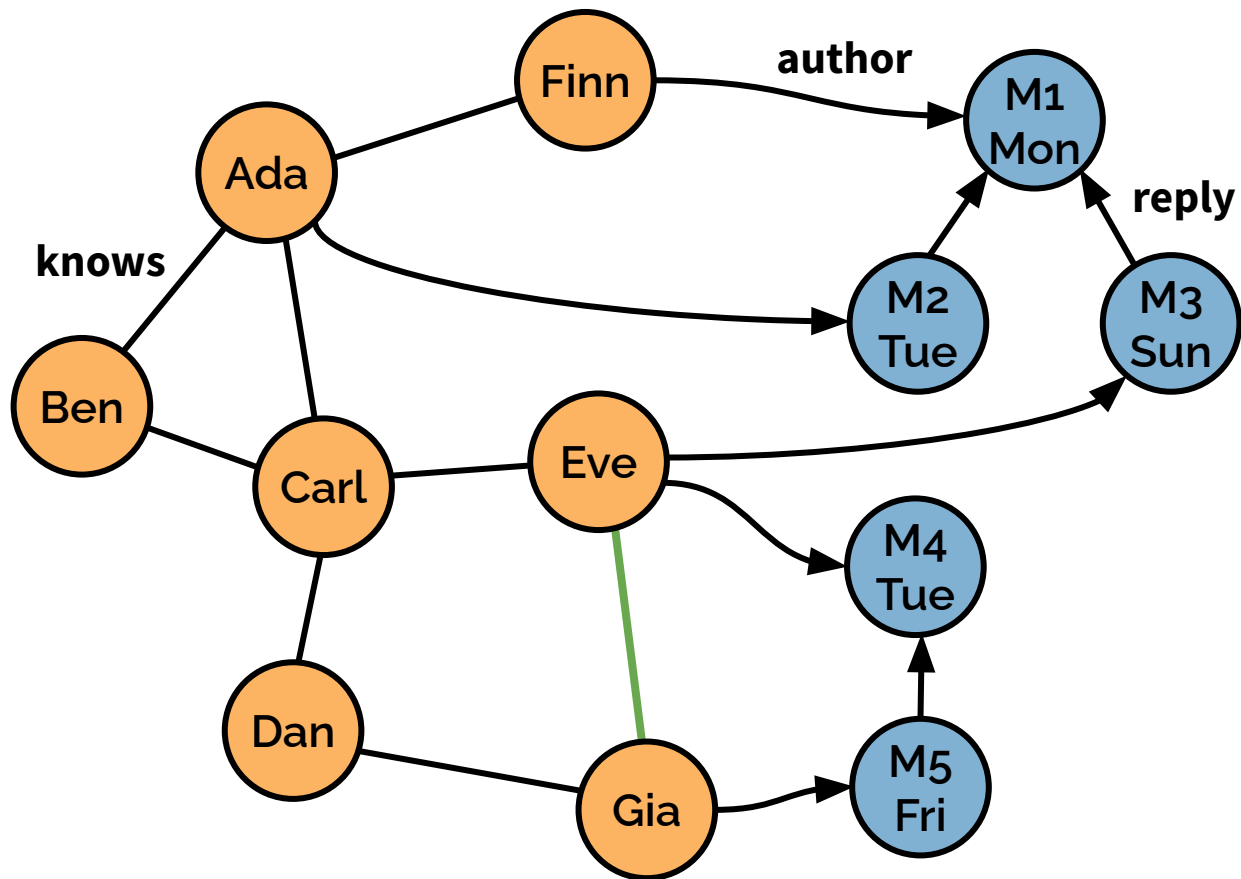 Finn
author
M1
Mon
Ada
reply
knows
M2
Tue
M3
Sun
Ben
Carl
Eve
M4
Tue
Dan
Gia
M5
Fri